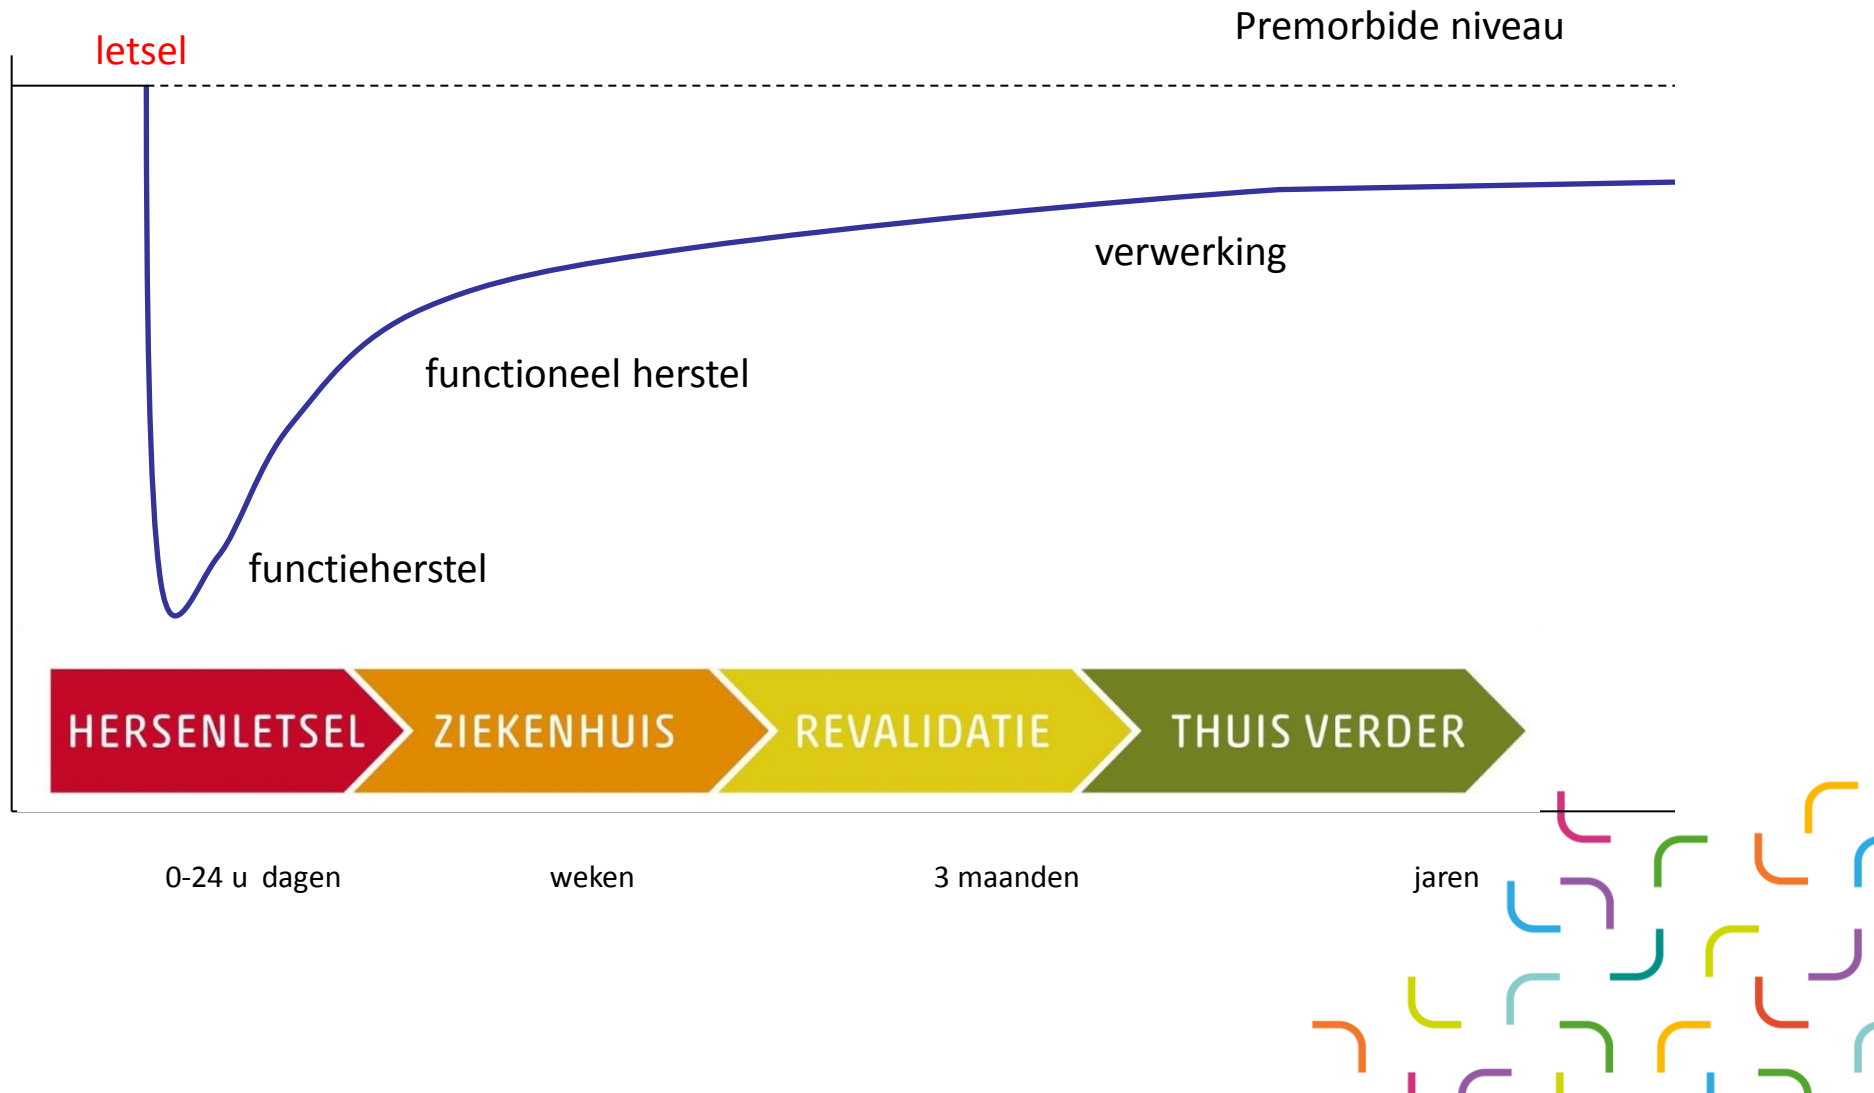 Premorbide niveau
letsel
verwerking
functioneel herstel
functieherstel
HERSENLETSEL ZIEKENHUIS REVALIDATIE THUIS VERDER
0-24 u dagen weken 3 maanden jaren